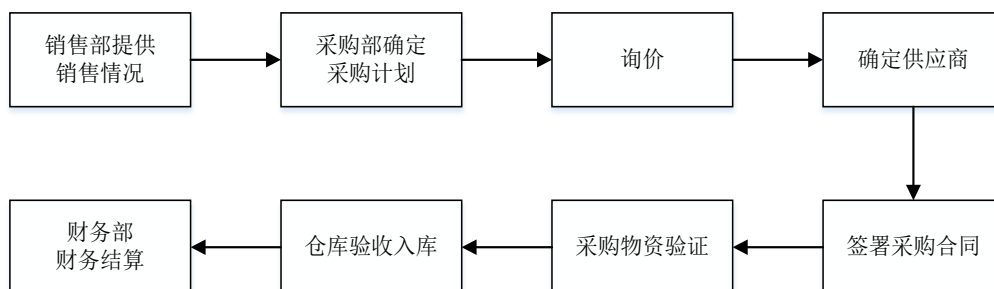 销售部提供
销售情况
采购部确定
采购计划
询价
确定供应商
签署采购合同
采购物资验证
仓库验收入库
财务部
财务结算